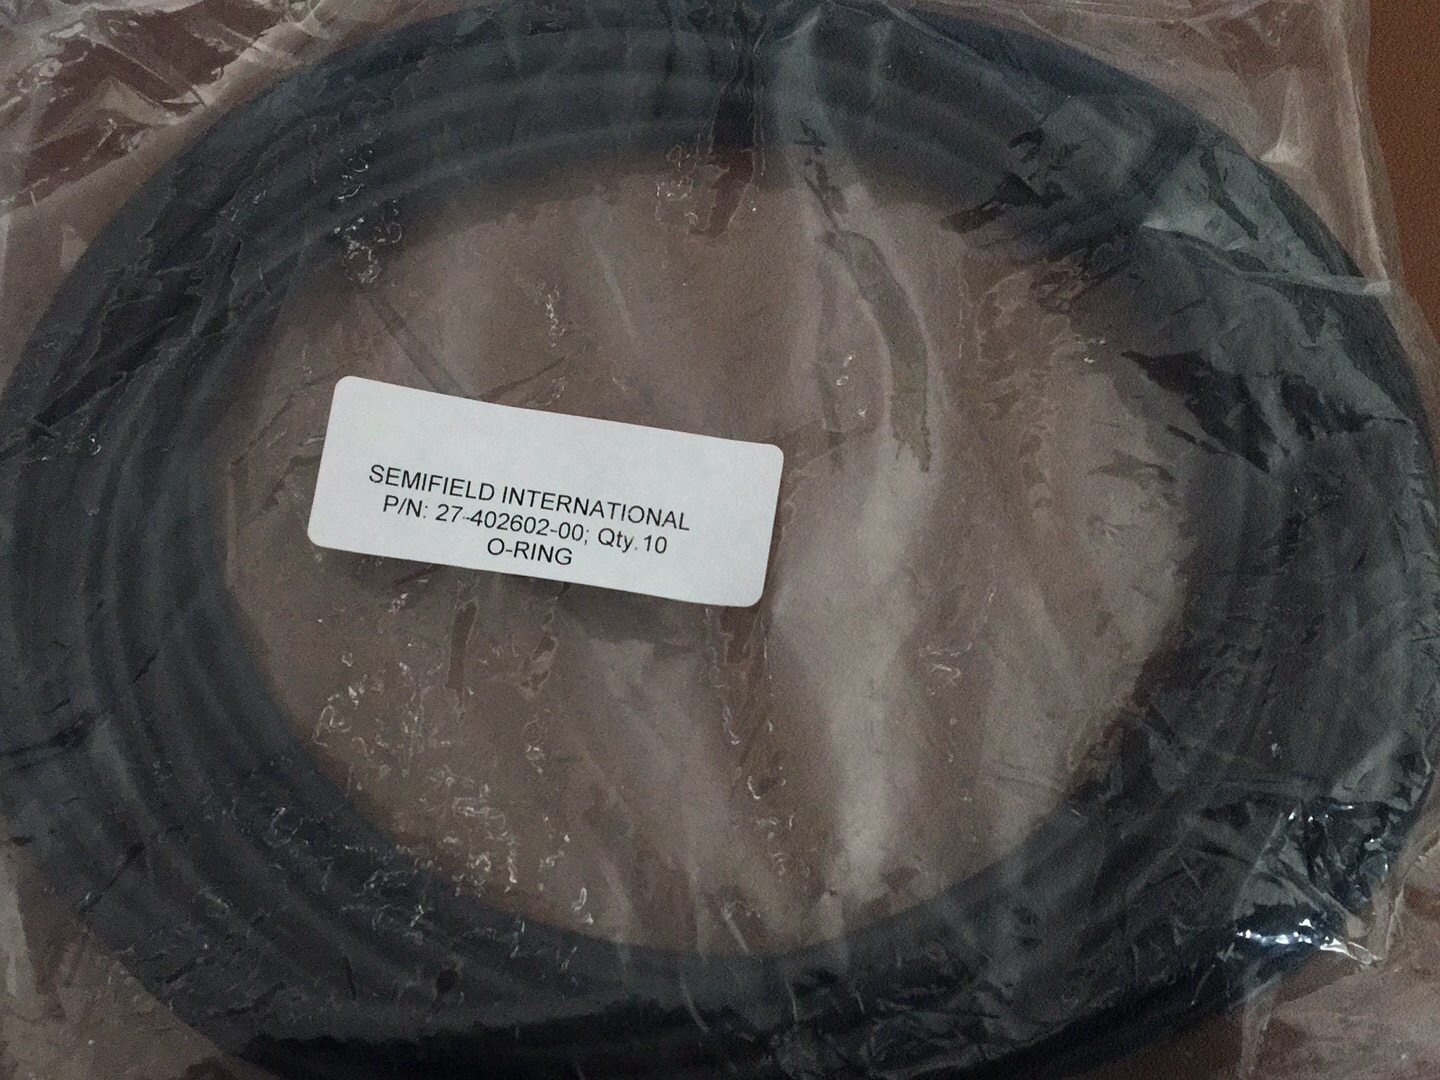 SEMIFIELD INTERNATIONAL
P/N: 27-402602-00; Qty.10
O-RING